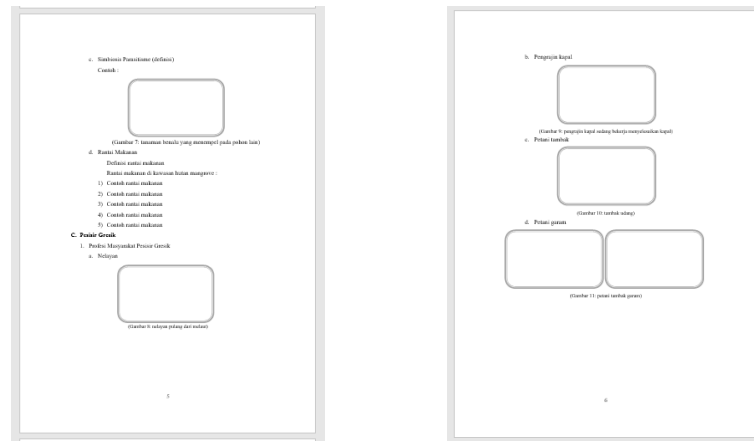 c. Simbiosis Parasitisme (definisi)
Contoh :
(Gambar 7: tanaman benalu yang menempel pada pohon lain)
d. Rantai Makanan
Definisi rantai makanan
Rantai makanan di kawasan hutan mangrove :
1) Contoh rantai makanan
2) Contoh rantai makanan
3) Contoh rantai makanan
4) Contoh rantai makanan
5) Contoh rantai makanan
C. Pesisir Gresik
1. Profesi Masyarakat Pesisir Gresik
a. Nelayan
(Gambar 8: nelayan pulang dari melaut)
5
b. Pengrajin kapal
(Gambar 9: pengrajin kapal sedang bekerja menyelesaikan kapal)
c. Petani tambak
(Gambar 10: tambak udang)
d. Petani garam
(Gambar 11: petani tambak garam)
6